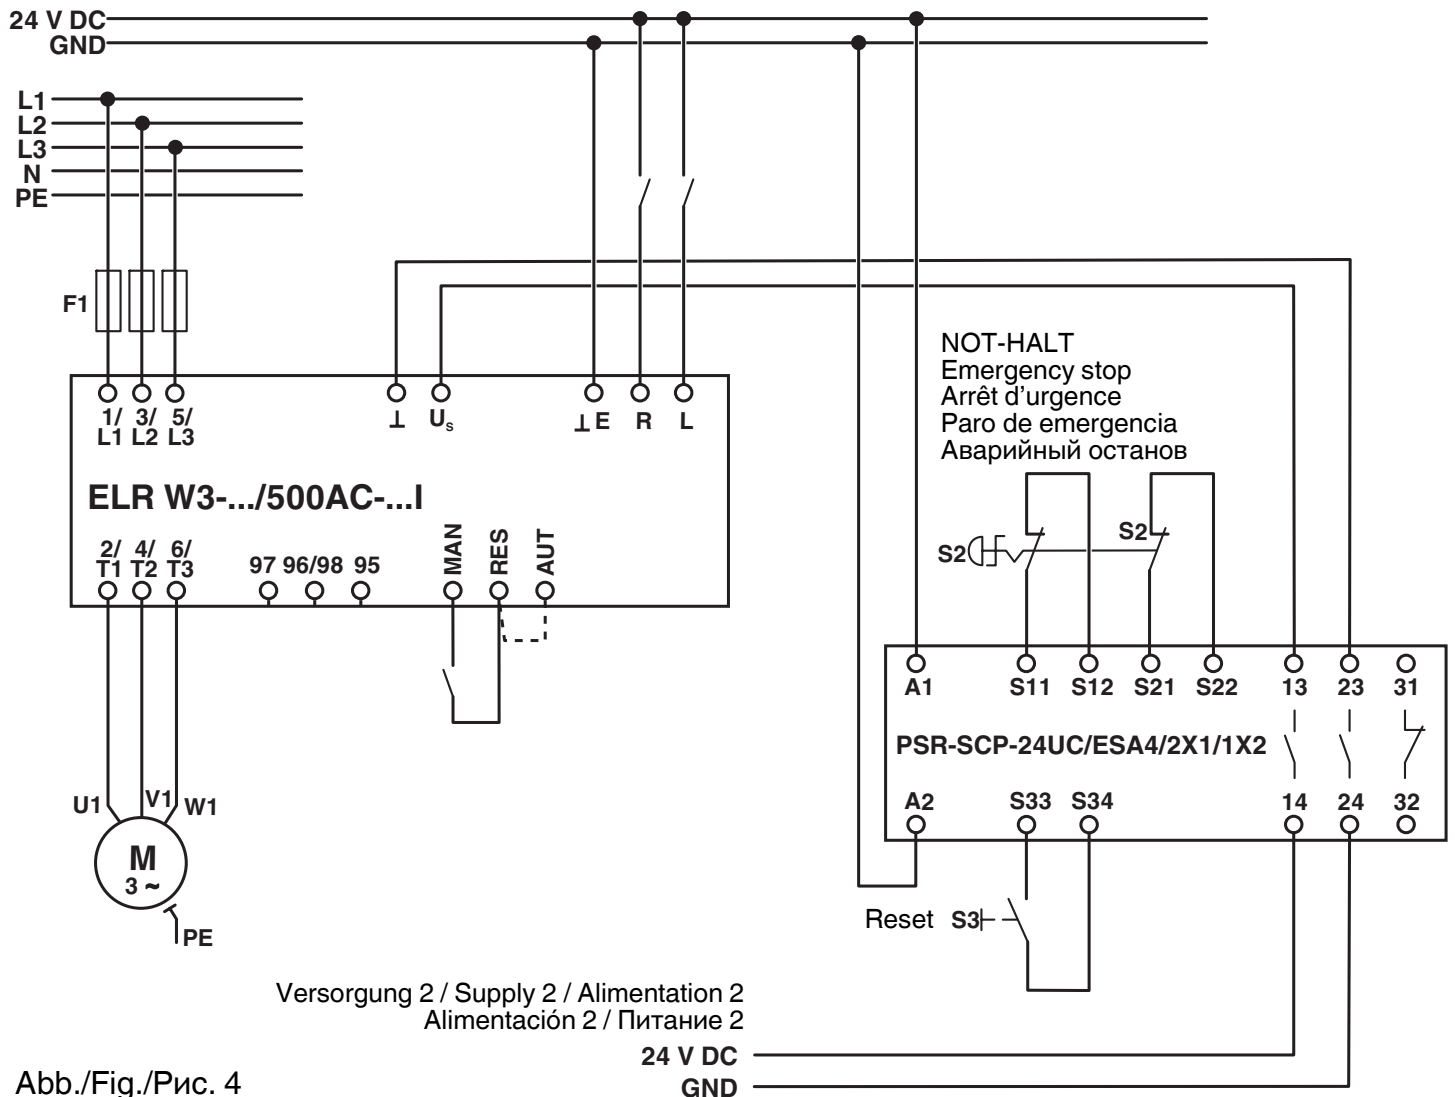 24 V DC
GND
L1
L2
L3
N
PE
F1
1/ 3/ 5/
L1 L2 L3
⊥ Us
⊥ E R L
ELR W3-.../500AC-...I
2/ 4/ 6/
T1 T2 T3
97 96/98 95
MAN
RES
AUT
U1 V1 W1
M
3 ~
PE
NOT-HALT
Emergency stop
Arrêt d'urgence
Paro de emergencia
Аварийный останов
S2
S2
A1 S11 S12 S21 S22 13 23 31
PSR-SCP-24UC/ESA4/2X1/1X2
A2 S33 S34 14 24 32
Reset S3
Versorgung 2 / Supply 2 / Alimentation 2
Alimentación 2 / Питание 2
24 V DC
GND
Abb./Fig./Рис. 4